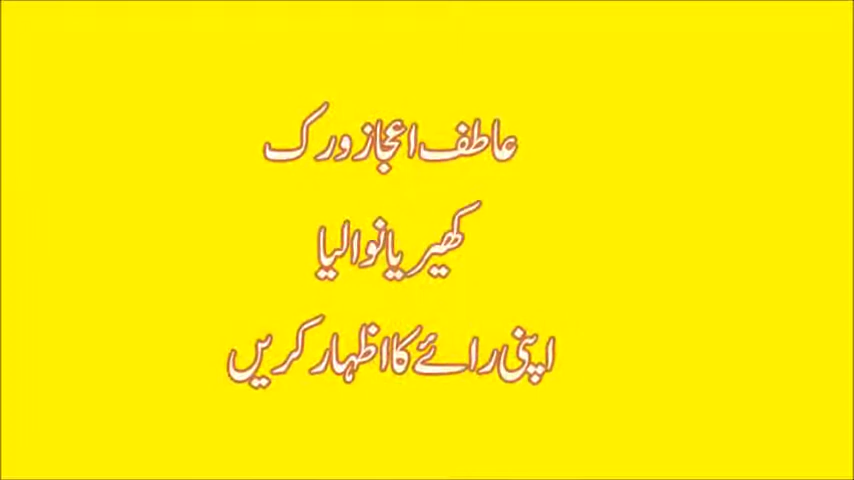 عاطف اعجاز ورک
کھیریانوالیا
اپنی رائے کا اظہار کریں